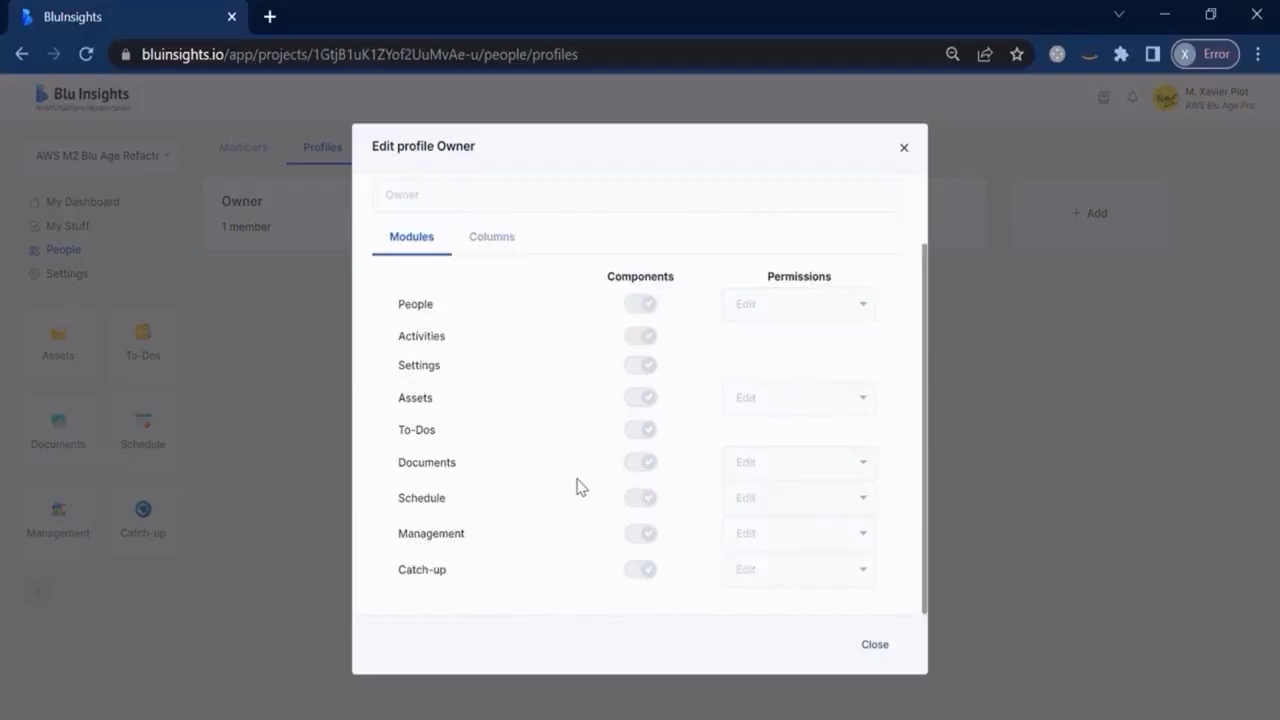 BluInsights
bluinsights.io/app/projects/1GtjB1uK1ZYof2UuMvAe-u/people/profiles
X Error
Blu Insights
M. Xavier Plot
AWS Blu Age Pro
AWS M2 Blu Age Refactr
Members Profiles
My Dashboard
My Stuff
People
Settings
Owner
1 member
+ Add
Assets To-Dos
Documents Schedule
Management Catch-up
Edit profile Owner
Owner
Modules Columns
Components Permissions
People Edit
Activities
Settings
Assets Edit
To-Dos
Documents Edit
Schedule Edit
Management Edit
Catch-up Edit
Close